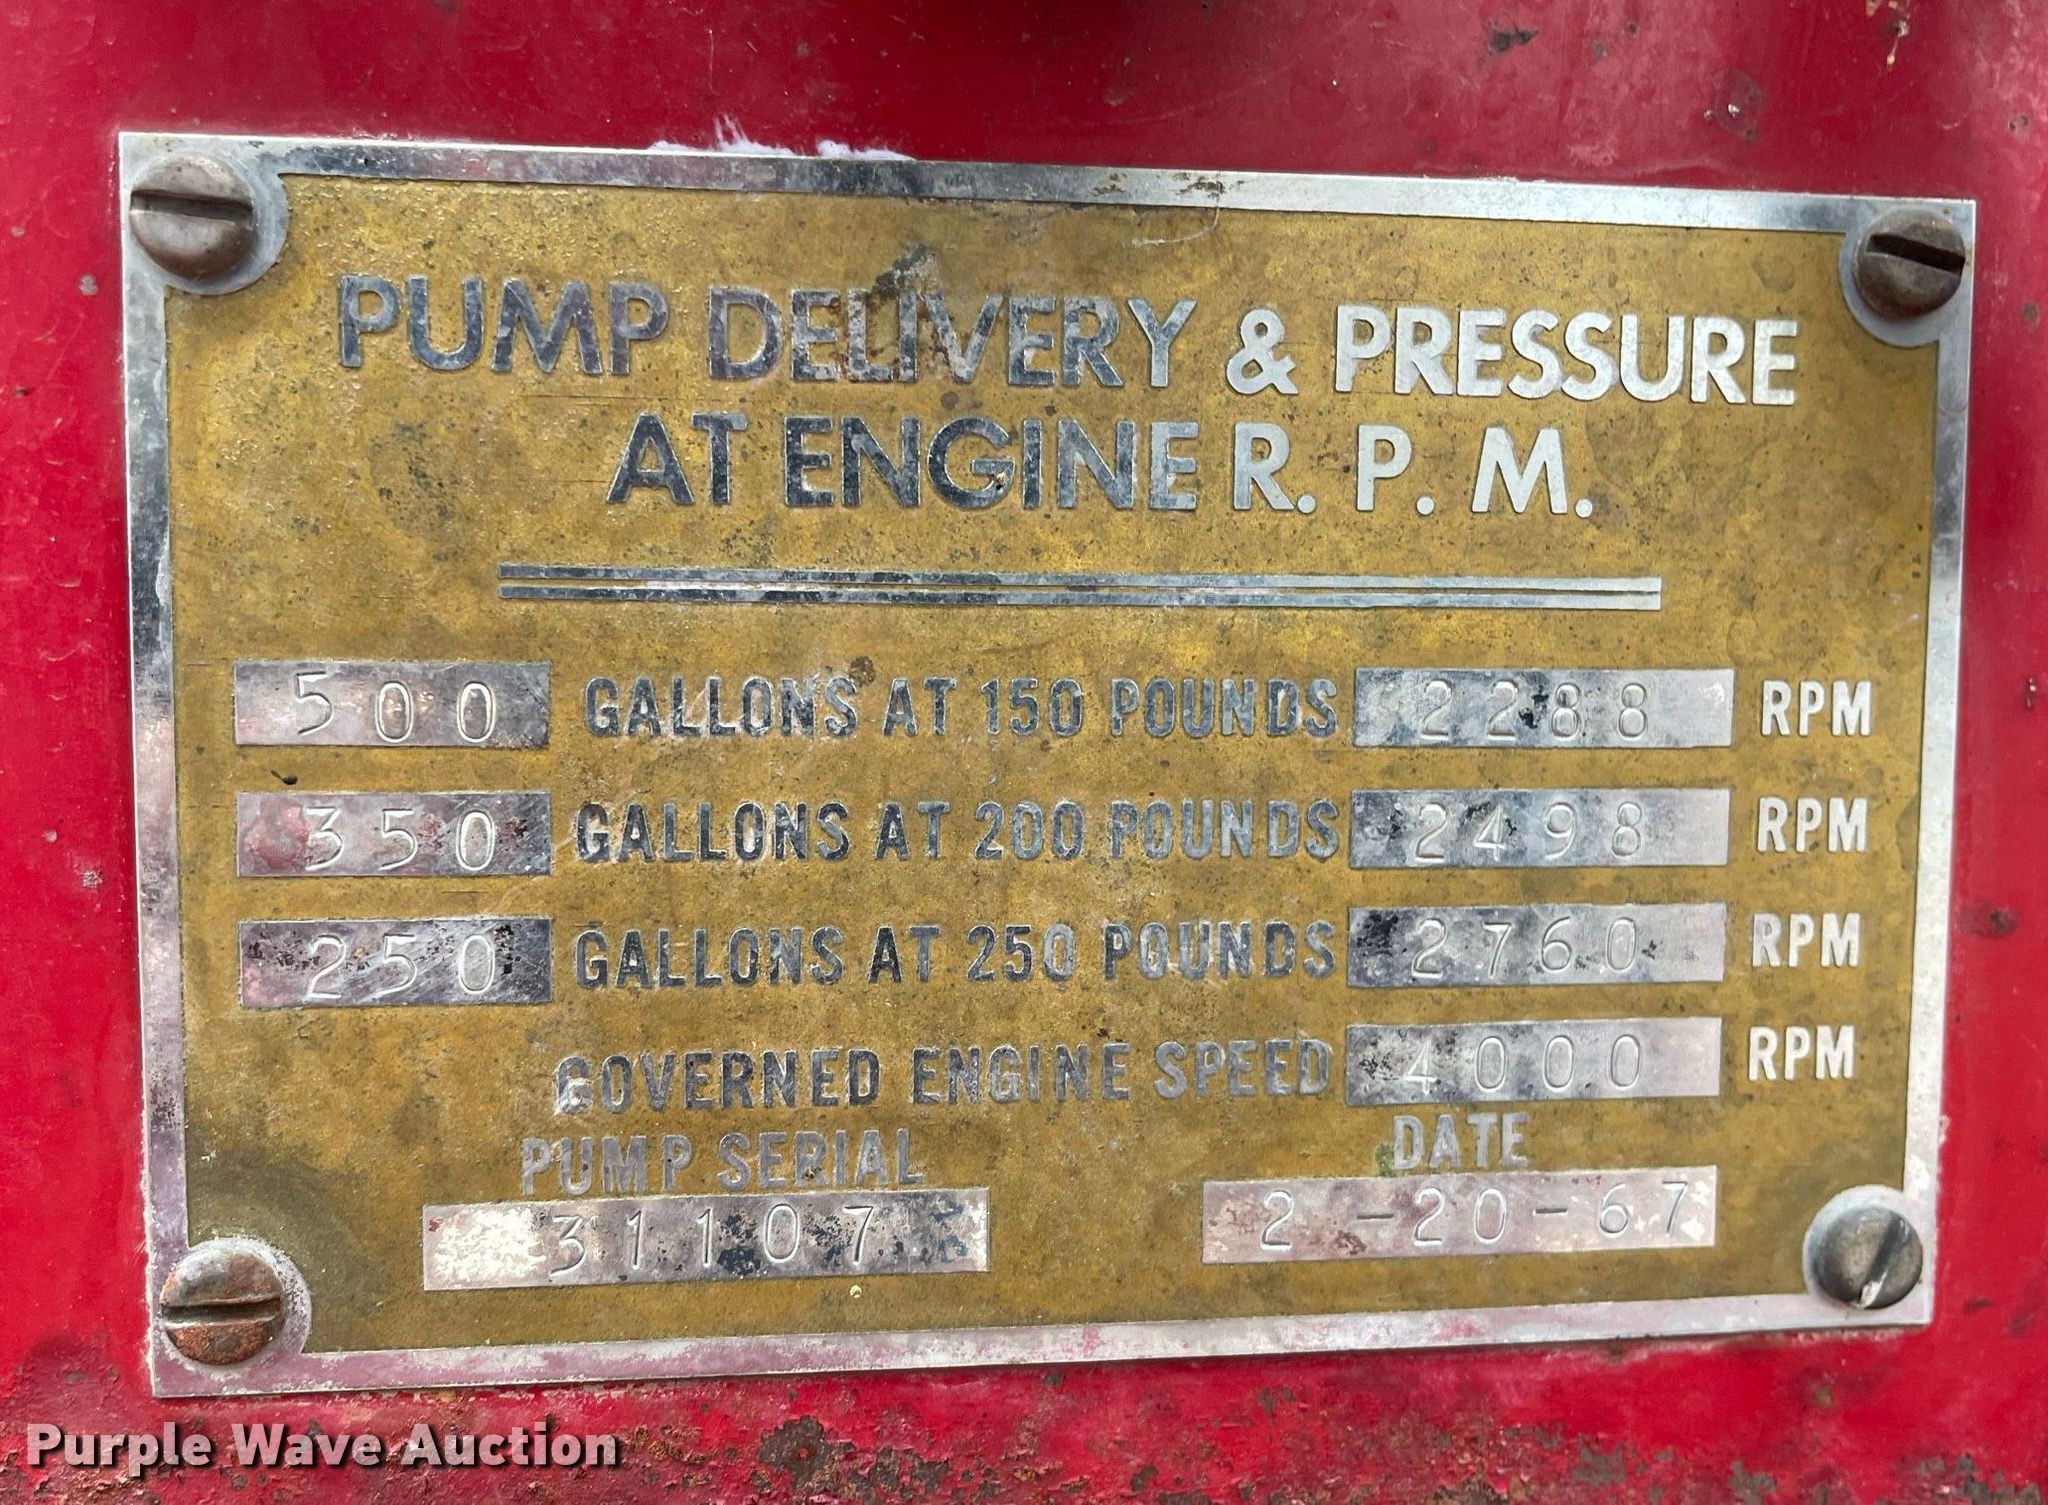 PUMP DELIVERY & PRESSURE
AT ENGINE R. P. M.
500 GALLONS AT 150 POUNDS 2288 RPM
350 GALLONS AT 200 POUNDS 2498 RPM
250 GALLONS AT 250 POUNDS 2760 RPM
GOVERNED ENGINE SPEED 4000 RPM
PUMP SERIAL DATE
31107 2-20-67
Purple Wave Auction